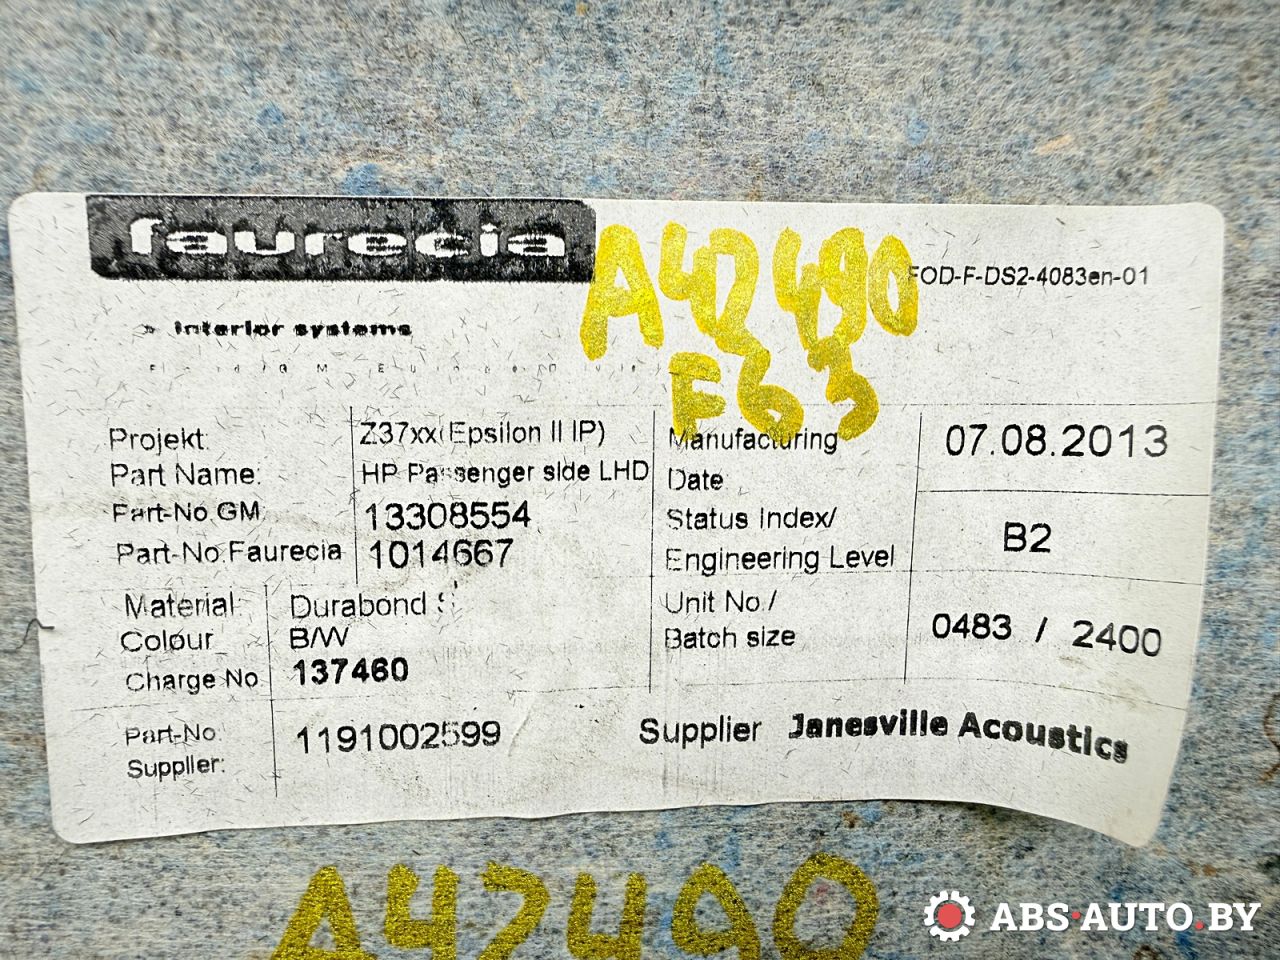 faurecia
interior systems
A42490
F63
FOD-F-DS2-4083en-01
Projekt: Z37xx(Epsilon II IP)
Part Name: HP Passenger side LHD
Part-No.GM 13308554
Part-No.Faurecia 1014667
Manufacturing Date 07.08.2013
Status Index/
Engineering Level B2
Material: Durabond
Colour B/W
Charge No 137460
Unit No./
Batch size 0483 / 2400
Part-No.
Supplier: 1191002599
Supplier Janesville Acoustics
A42490
ABS-AUTO.BY